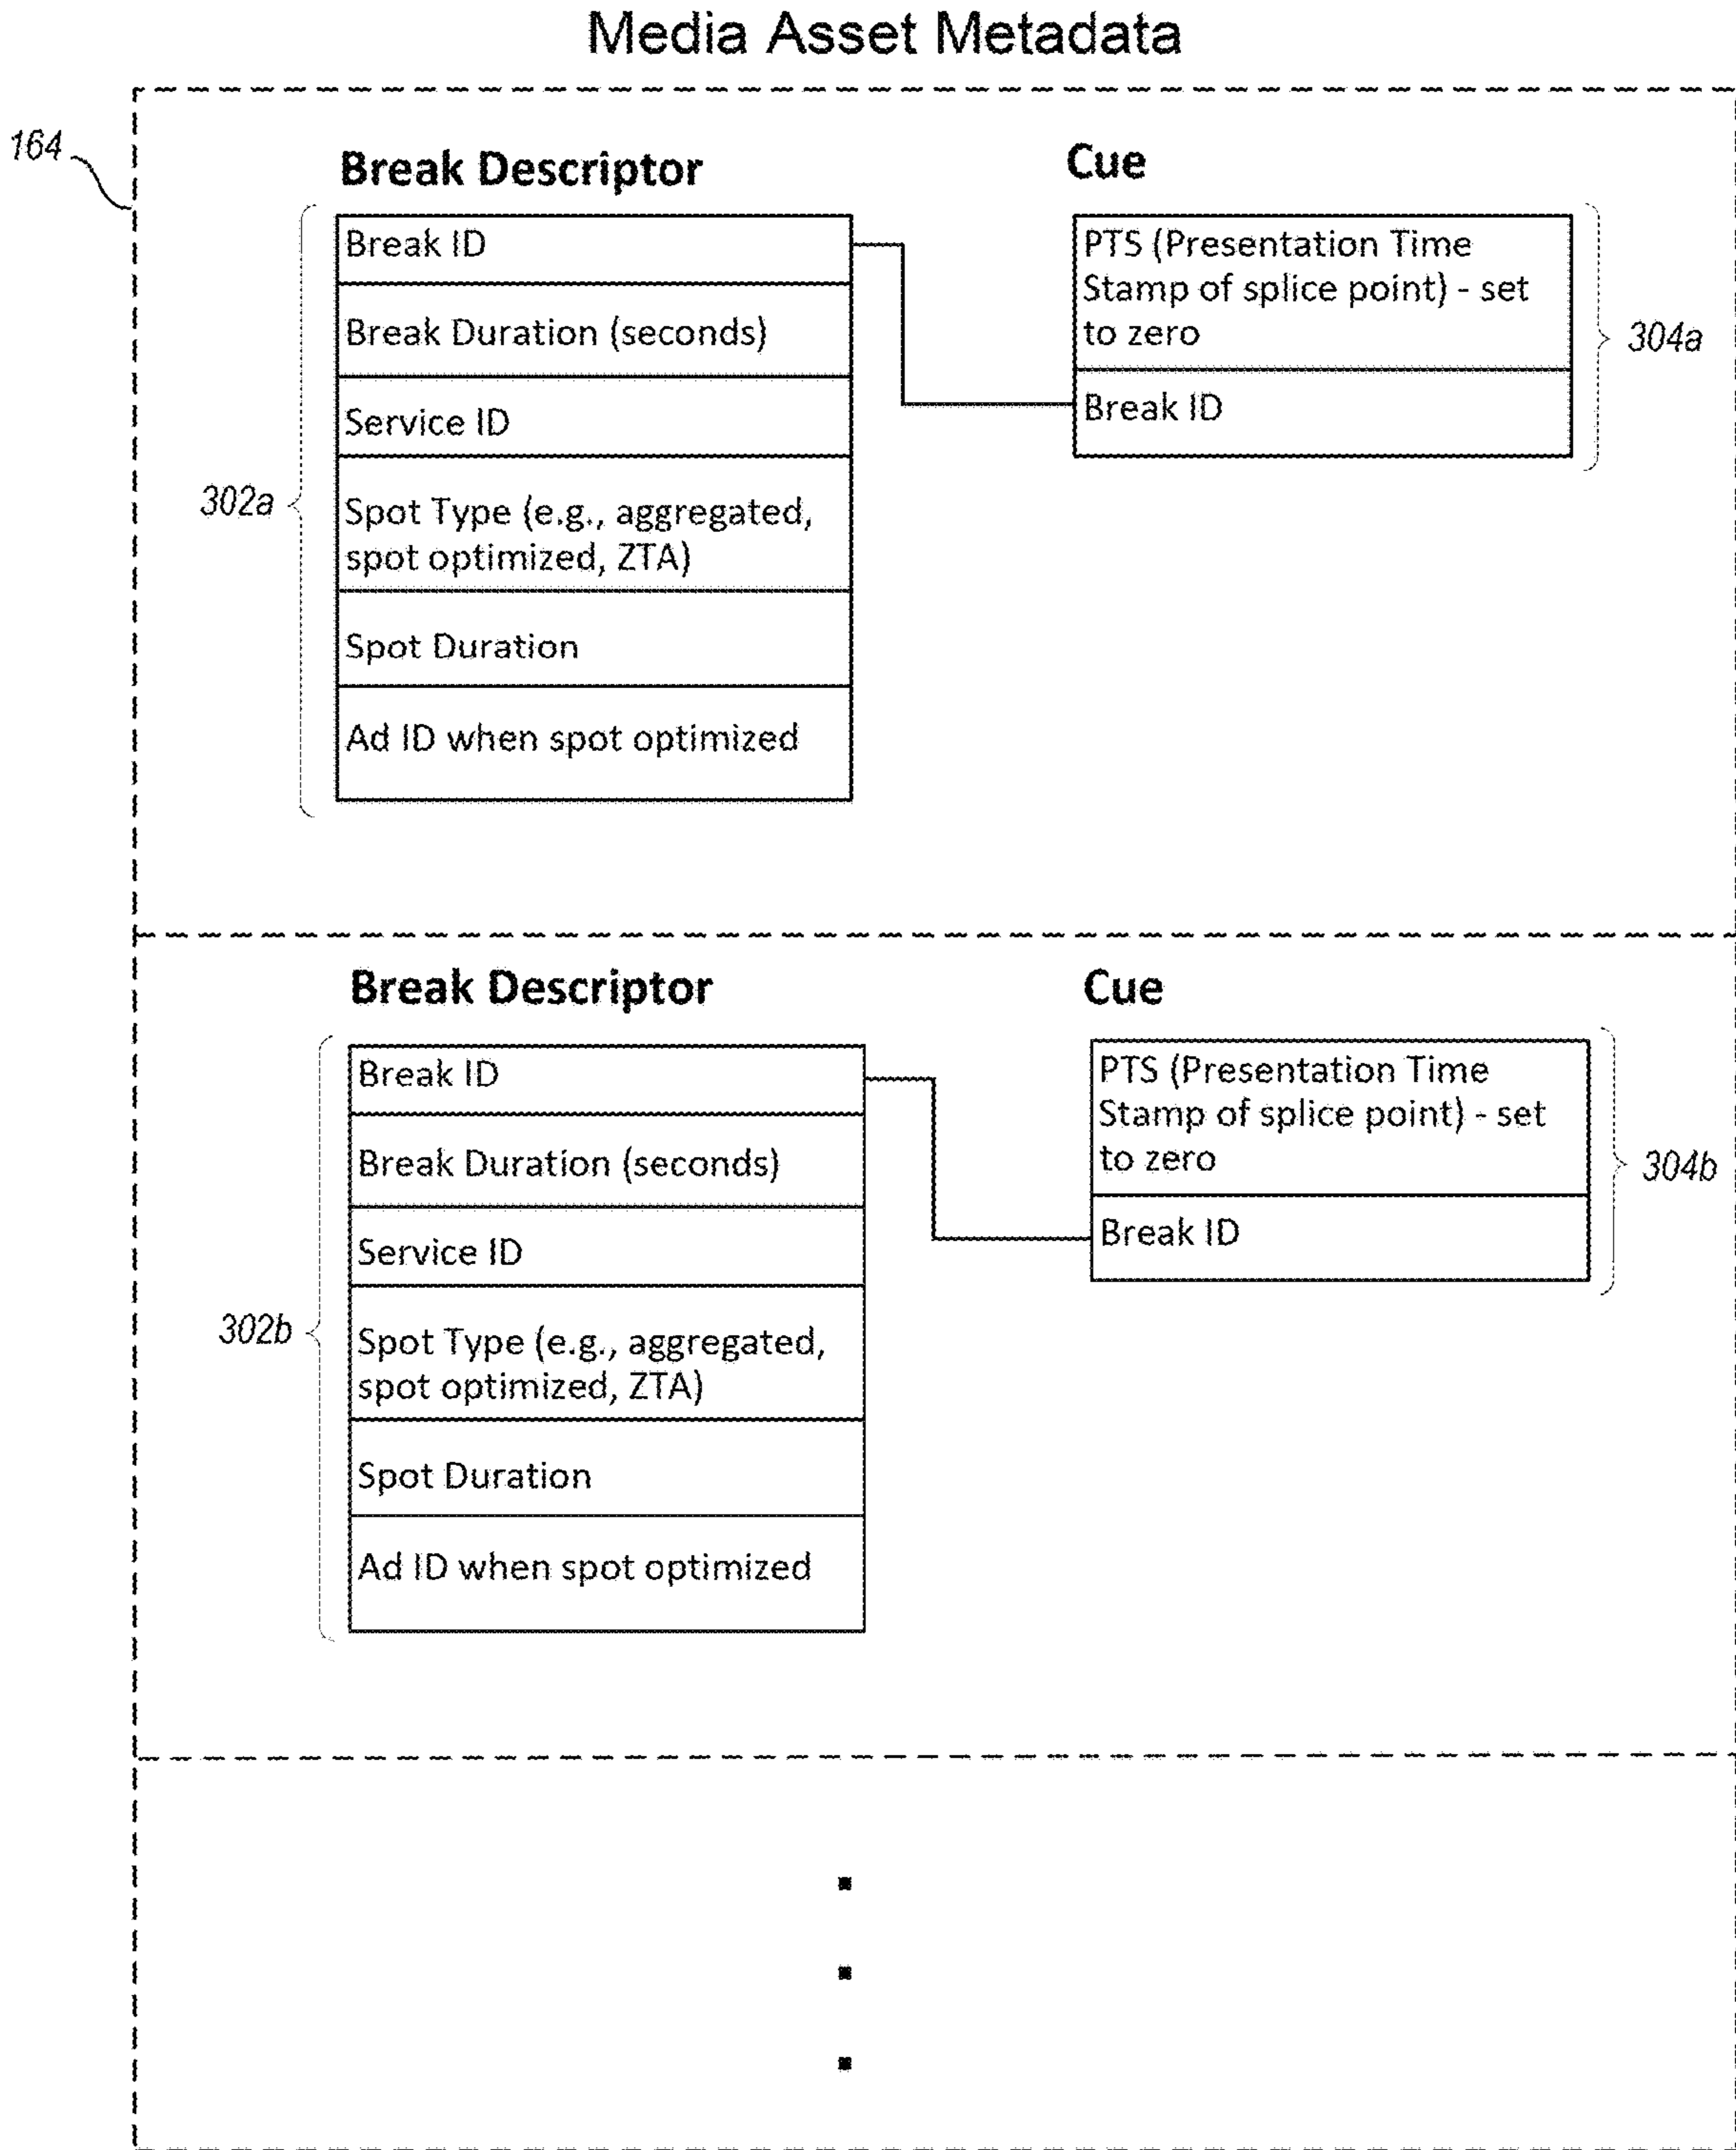 Media Asset Metadata
164
Break Descriptor
Break ID
Break Duration (seconds)
Service ID
Spot Type (e.g., aggregated,
spot optimized, ZTA)
Spot Duration
Ad ID when spot optimized
302a
Cue
PTS (Presentation Time
Stamp of splice point) - set
to zero
Break ID
304a
Break Descriptor
Break ID
Break Duration (seconds)
Service ID
Spot Type (e.g., aggregated,
spot optimized, ZTA)
Spot Duration
Ad ID when spot optimized
302b
Cue
PTS (Presentation Time
Stamp of splice point) - set
to zero
Break ID
304b